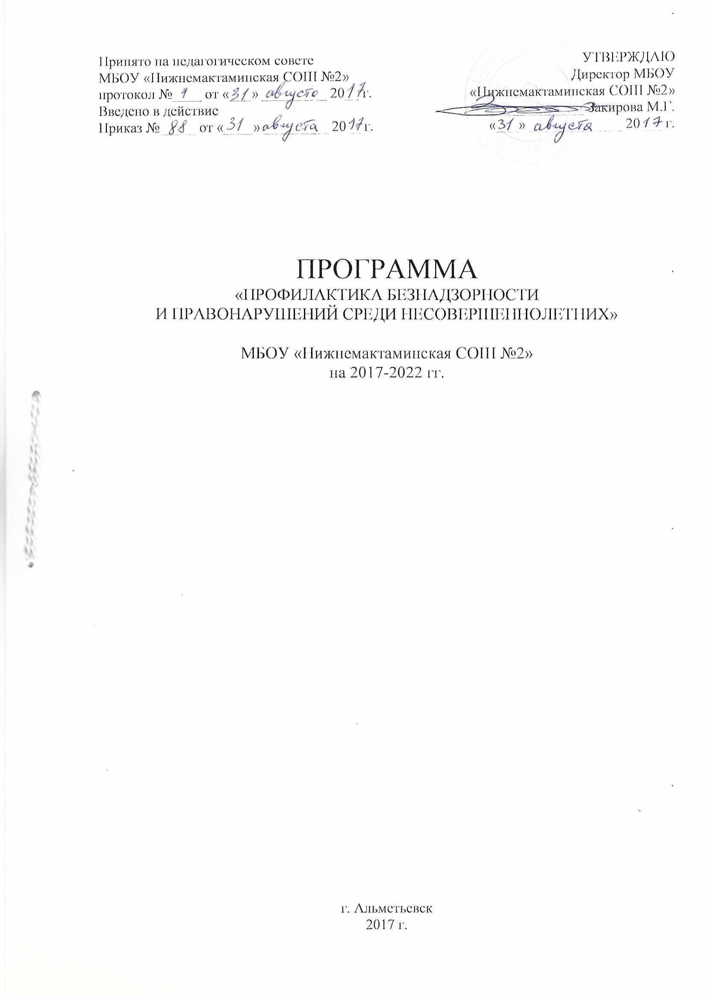 Принято на педагогическом совете
МБОУ «Нижнемактаминская СОШ №2»
протокол № 1 от «31» августа 2017г.
Введено в действие
Приказ № 88 от «31» августа 2017г.
УТВЕРЖДАЮ
Директор МБОУ
«Нижнемактаминская СОШ №2»
Закирова М.Г.
«31» августа 2017 г.
ПРОГРАММА
«ПРОФИЛАКТИКА БЕЗНАДЗОРНОСТИ
И ПРАВОНАРУШЕНИЙ СРЕДИ НЕСОВЕРШЕННОЛЕТНИХ»
МБОУ «Нижнемактаминская СОШ №2»
на 2017-2022 гг.
г. Альметьевск
2017 г.